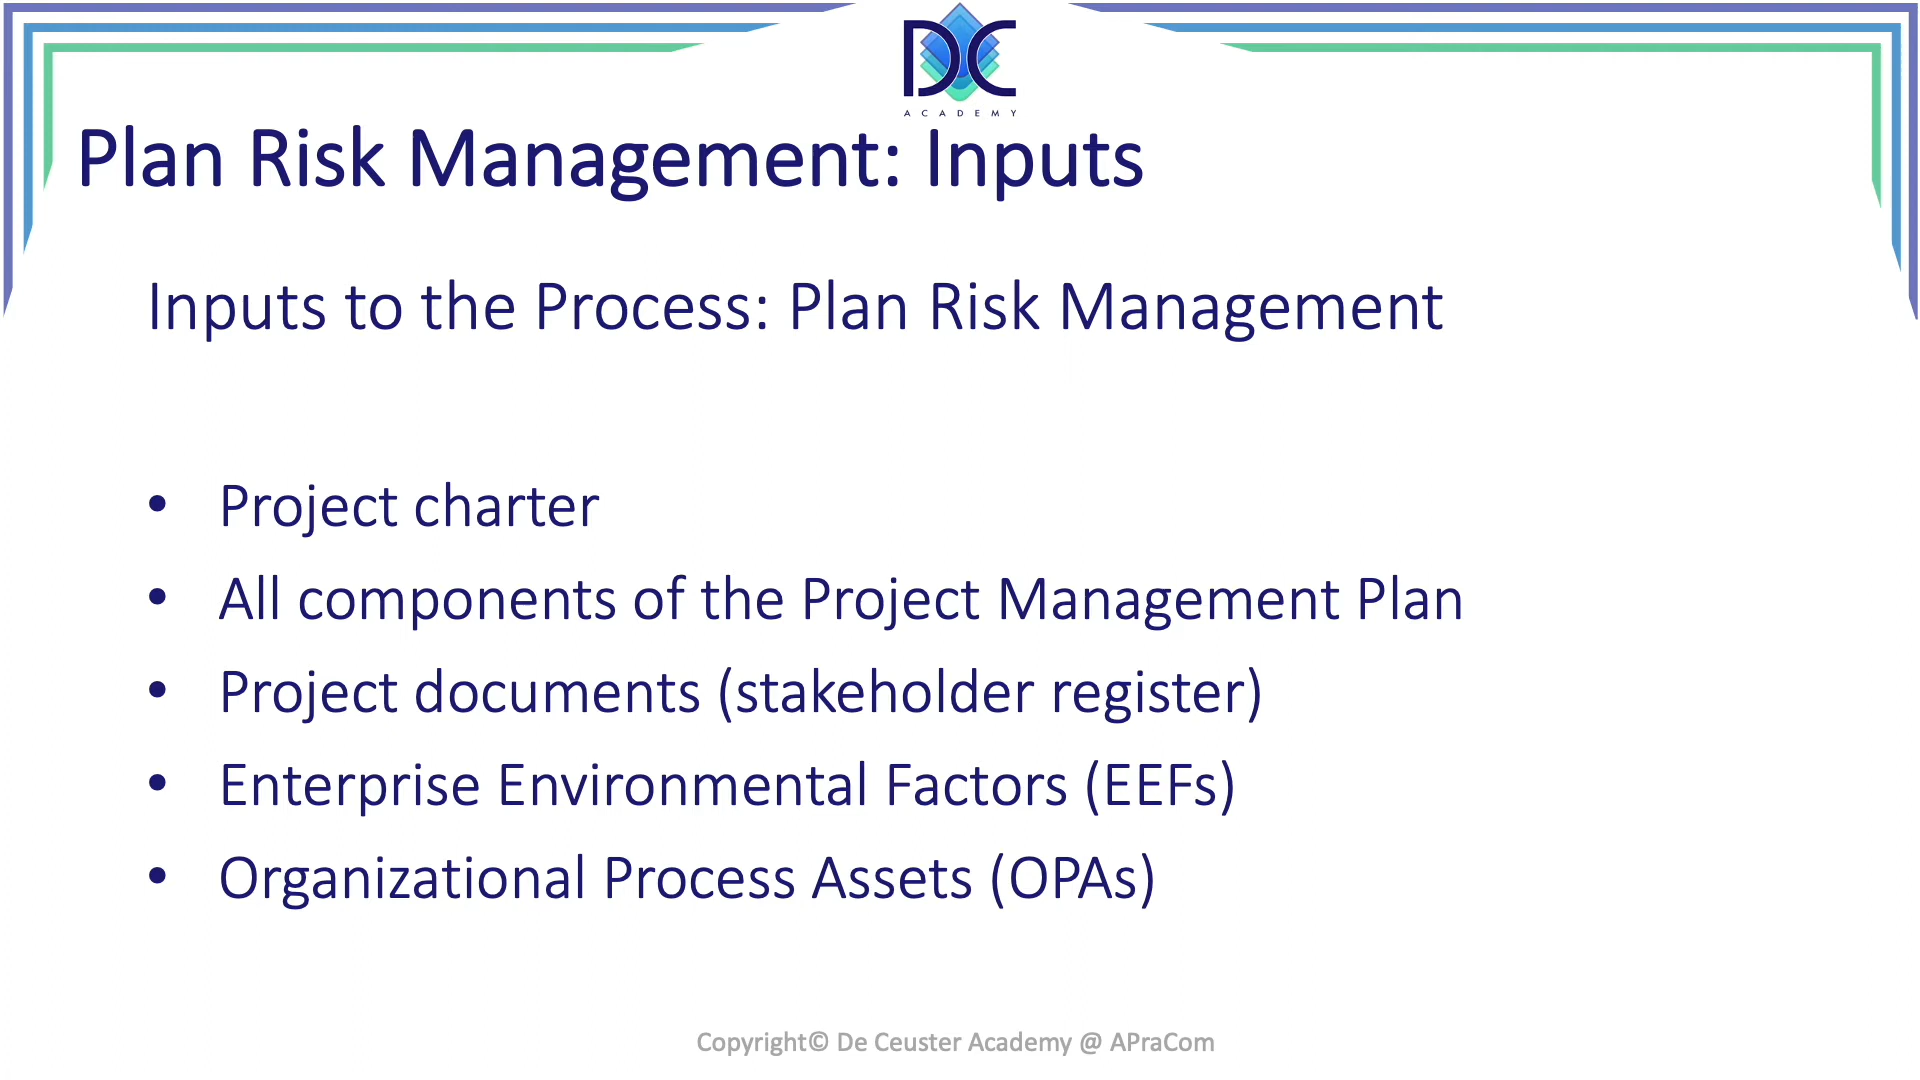 DC
ACADEMY
Plan Risk Management: Inputs
Inputs to the Process: Plan Risk Management
• Project charter
• All components of the Project Management Plan
• Project documents (stakeholder register)
• Enterprise Environmental Factors (EEFs)
• Organizational Process Assets (OPAs)
Copyright© De Ceuster Academy @ APraCom